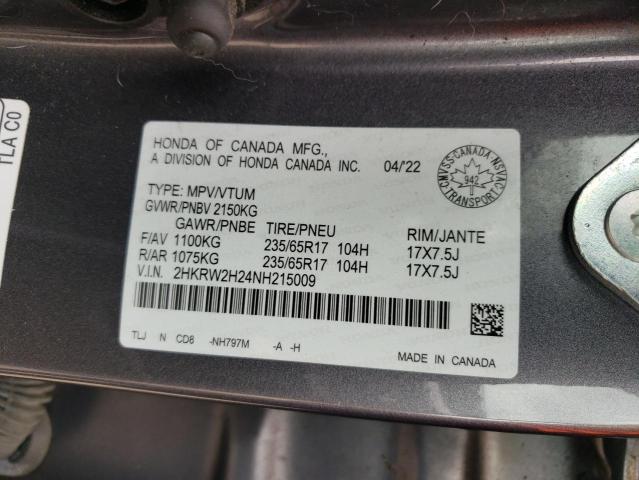 TLA C0
HONDA OF CANADA MFG.,
A DIVISION OF HONDA CANADA INC. 04/'22
CMVSS-CANADA-NSVAC
942
TRANSPORT
TYPE: MPV/VTUM
GVWR/PNBV 2150KG
GAWR/PNBE TIRE/PNEU RIM/JANTE
F/AV 1100KG 235/65R17 104H 17X7.5J
R/AR 1075KG 235/65R17 104H 17X7.5J
V.I.N. 2HKRW2H24NH215009
TLJ N CD8 -NH797M -A -H
MADE IN CANADA